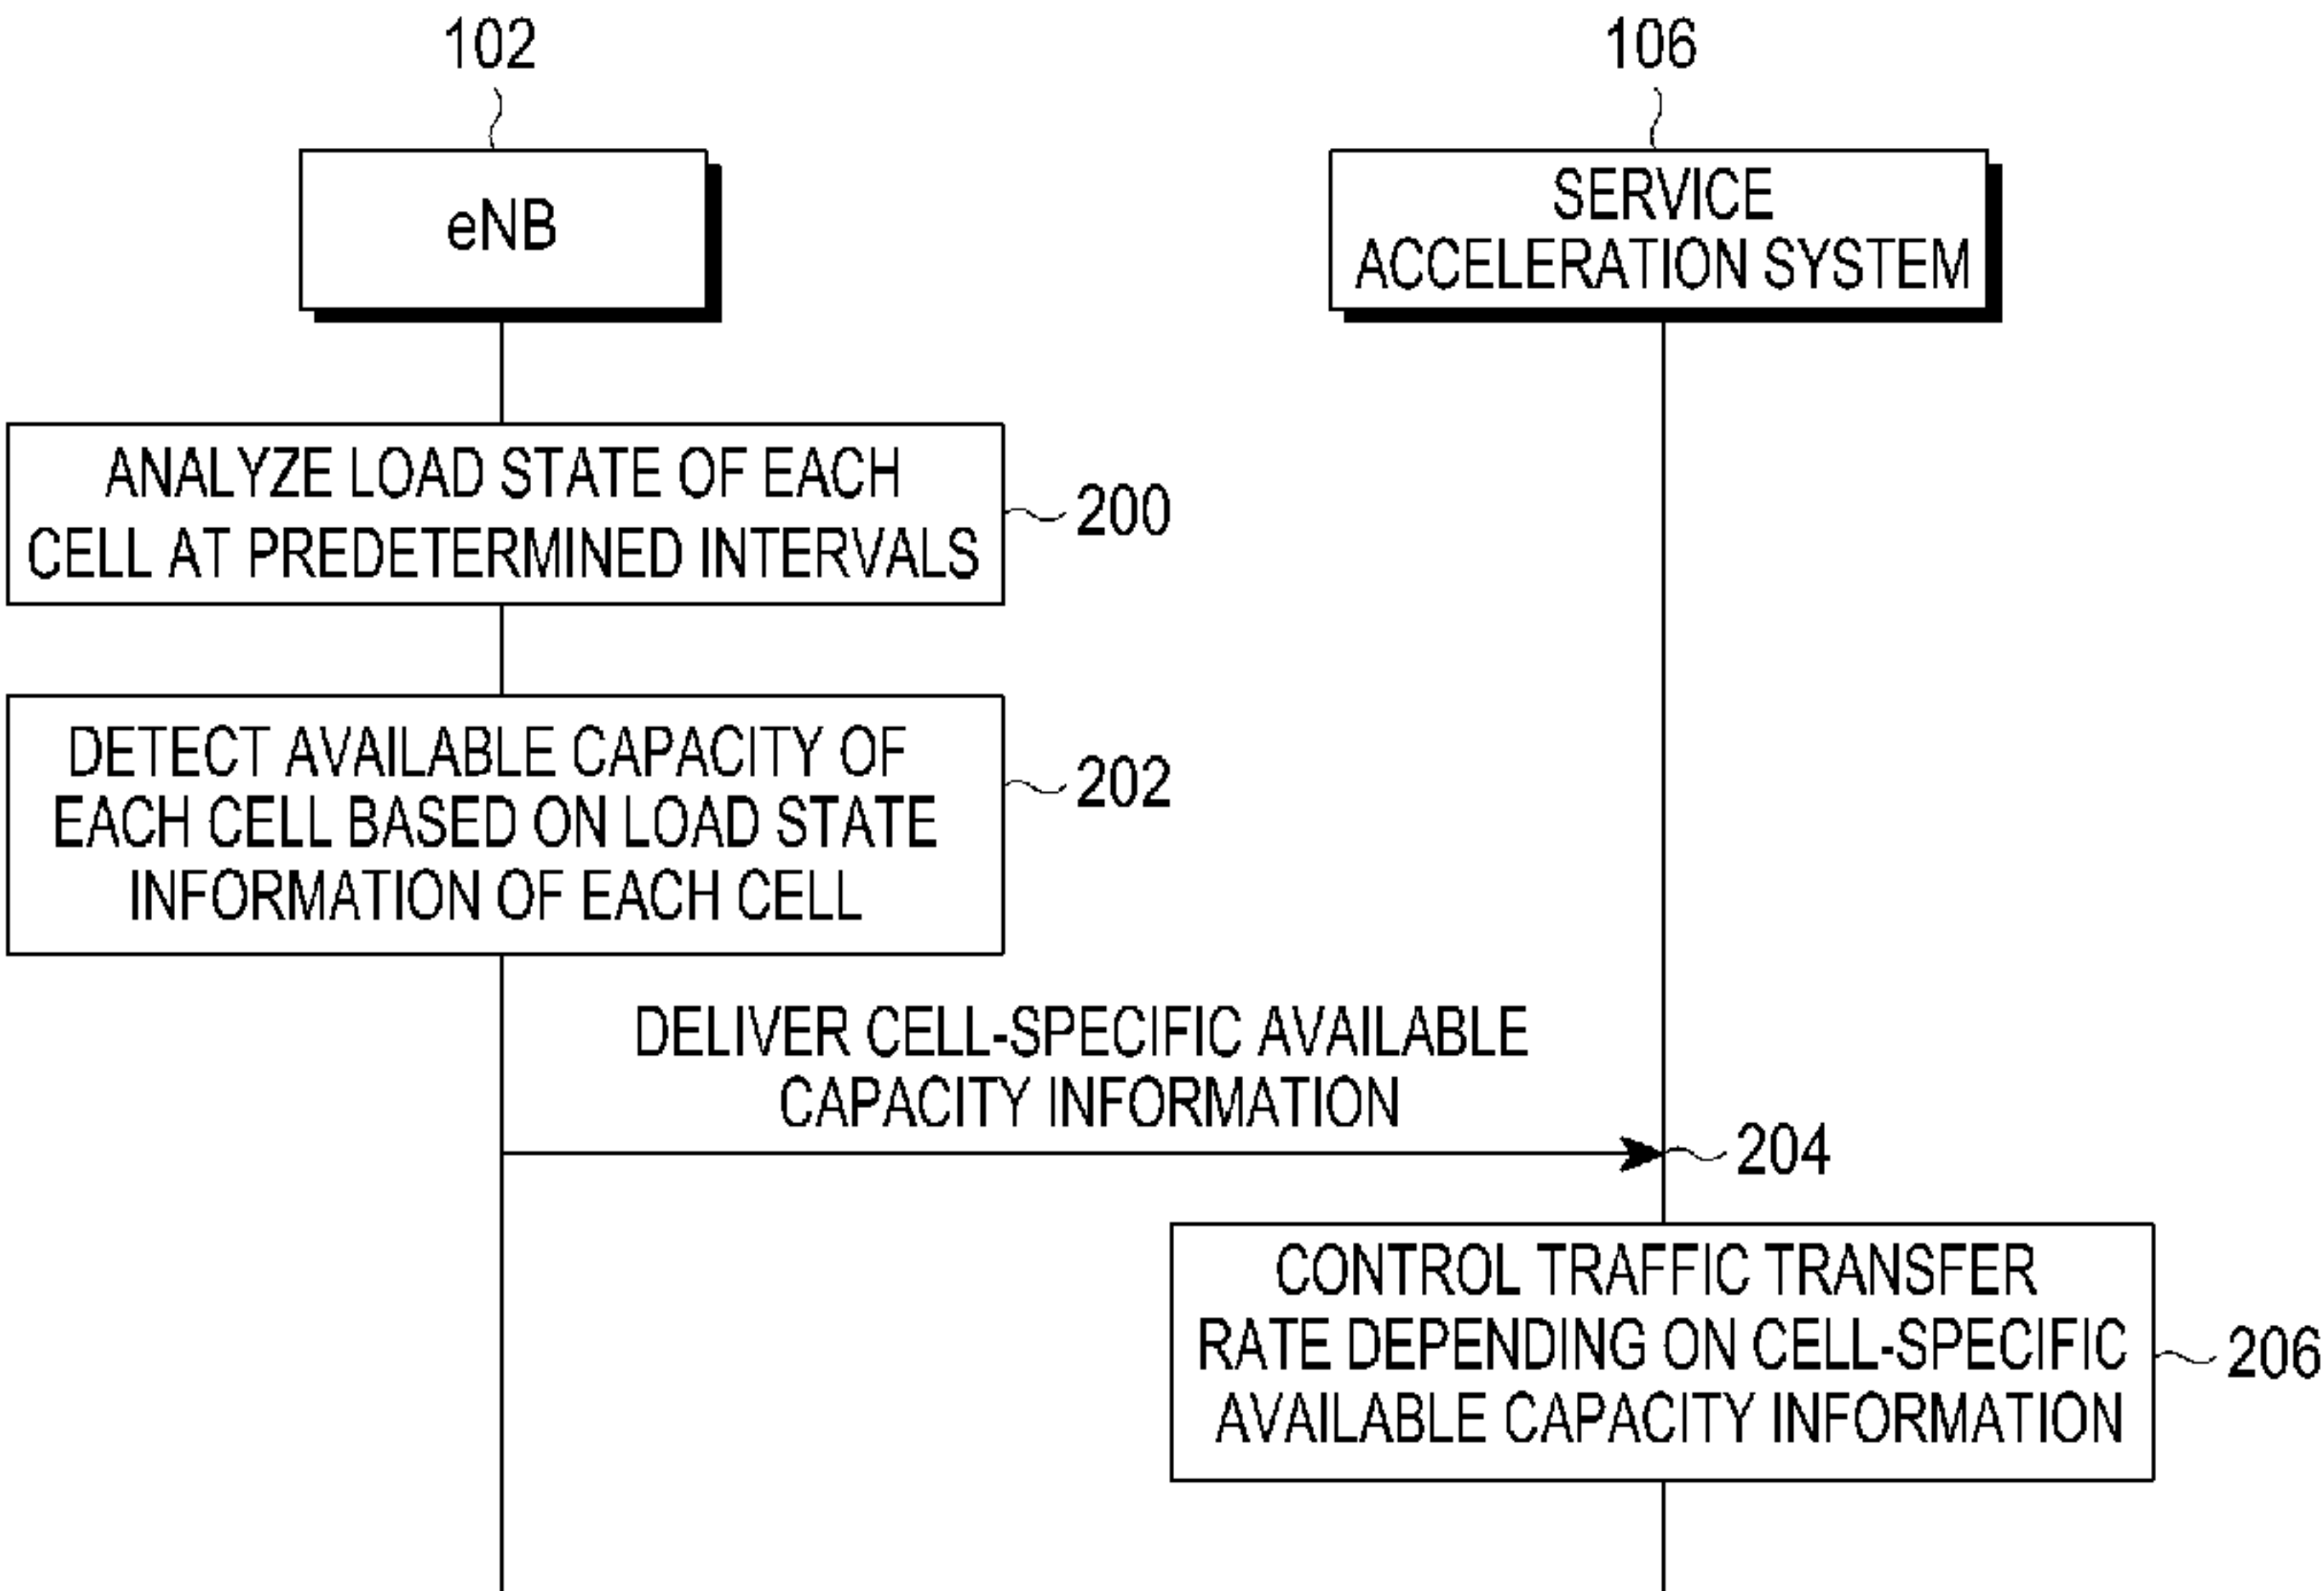 102
106
eNB
SERVICE
ACCELERATION SYSTEM
ANALYZE LOAD STATE OF EACH
CELL AT PREDETERMINED INTERVALS
200
DETECT AVAILABLE CAPACITY OF
EACH CELL BASED ON LOAD STATE
INFORMATION OF EACH CELL
202
DELIVER CELL-SPECIFIC AVAILABLE
CAPACITY INFORMATION
204
CONTROL TRAFFIC TRANSFER
RATE DEPENDING ON CELL-SPECIFIC
AVAILABLE CAPACITY INFORMATION
206